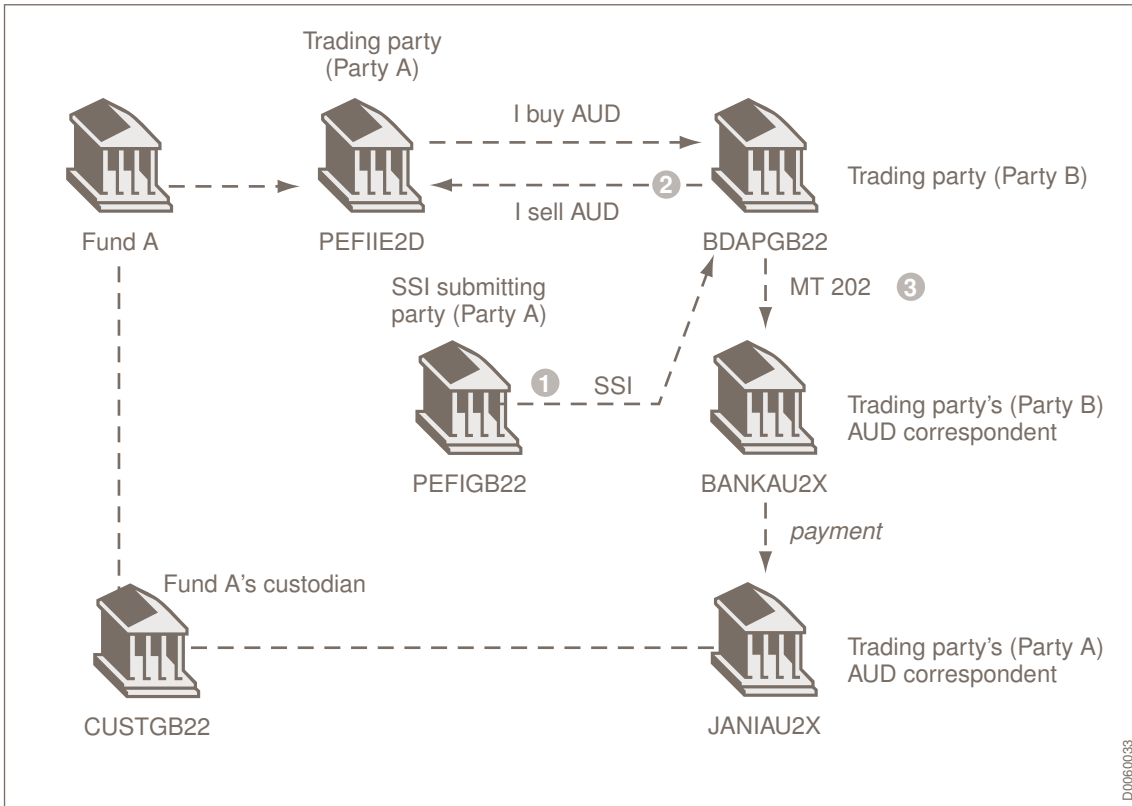 Trading party
(Party A)
I buy AUD
2
I sell AUD
Trading party (Party B)
Fund A
PEFIIE2D
BDAPGB22
SSI submitting
party (Party A)
MT 202
3
1
SSI
Trading party's (Party B)
AUD correspondent
PEFIGB22
BANKAU2X
payment
Fund A's custodian
Trading party's (Party A)
AUD correspondent
CUSTGB22
JANIAU2X
D0060033